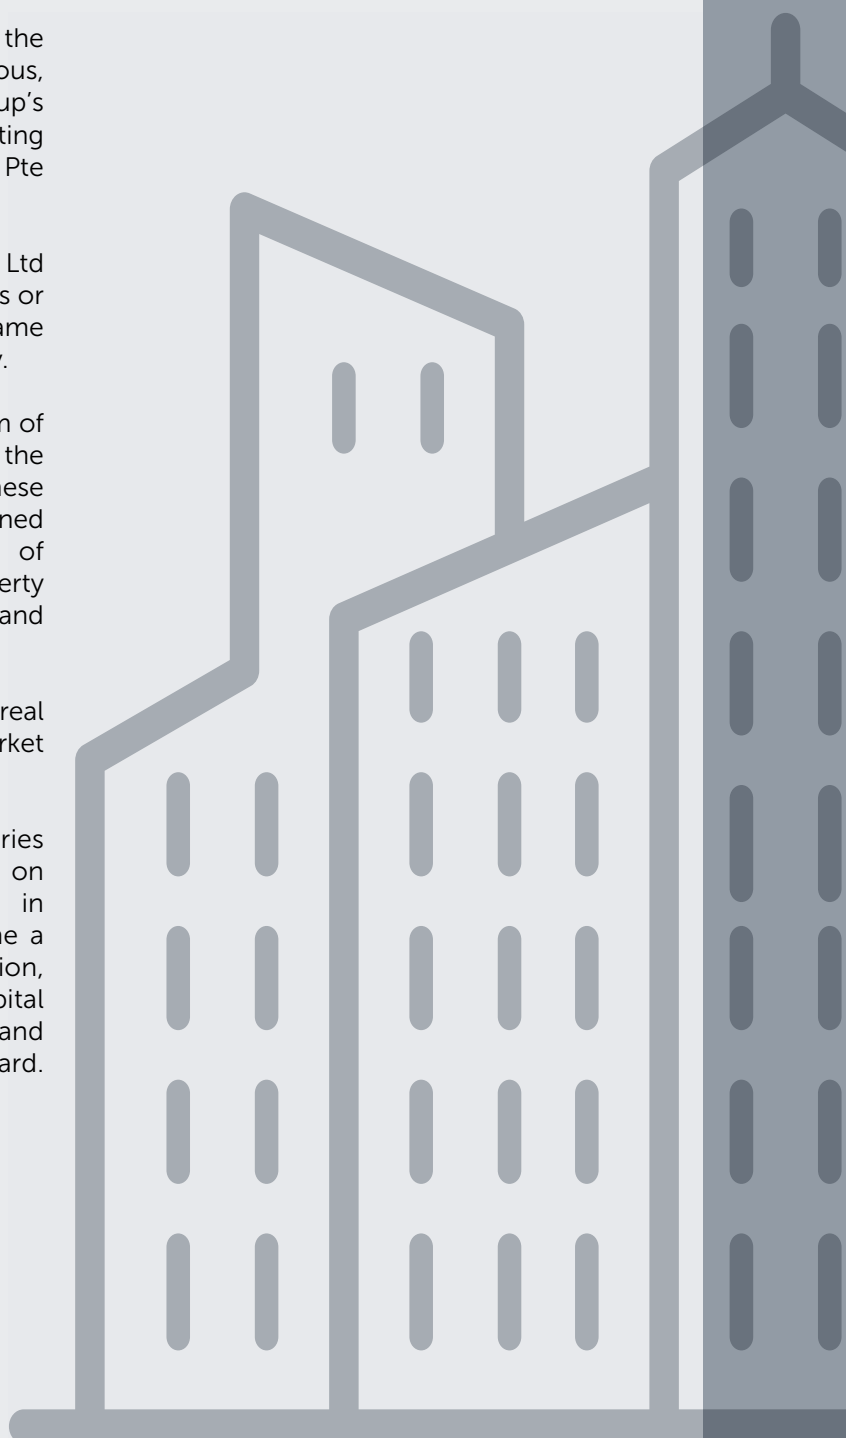 the
ous,
up's
ting
Pte
Ltd
s or
ame
y.
n of
the
nese
ned
of
erty
and
real
rket
ries
on
in
ne a
ion,
pital
and
ard.